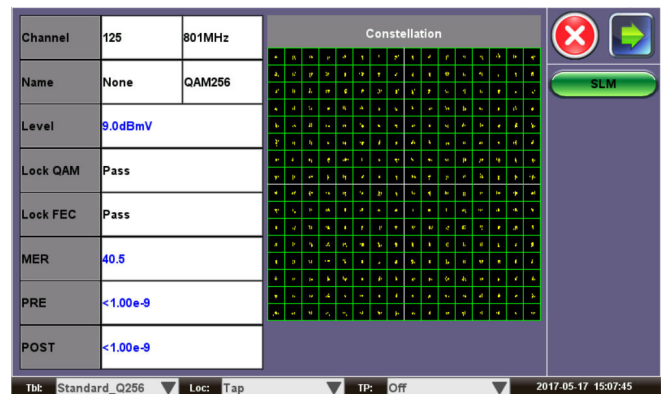 Channel 125 801MHz
Constellation
Name None QAM256
SLM
Level 9.0dBmV
Lock QAM Pass
Lock FEC Pass
MER 40.5
PRE <1.00e-9
POST <1.00e-9
Tbl: Standard_Q256 Loc: Tap TP: Off 2017-05-17 15:07:45